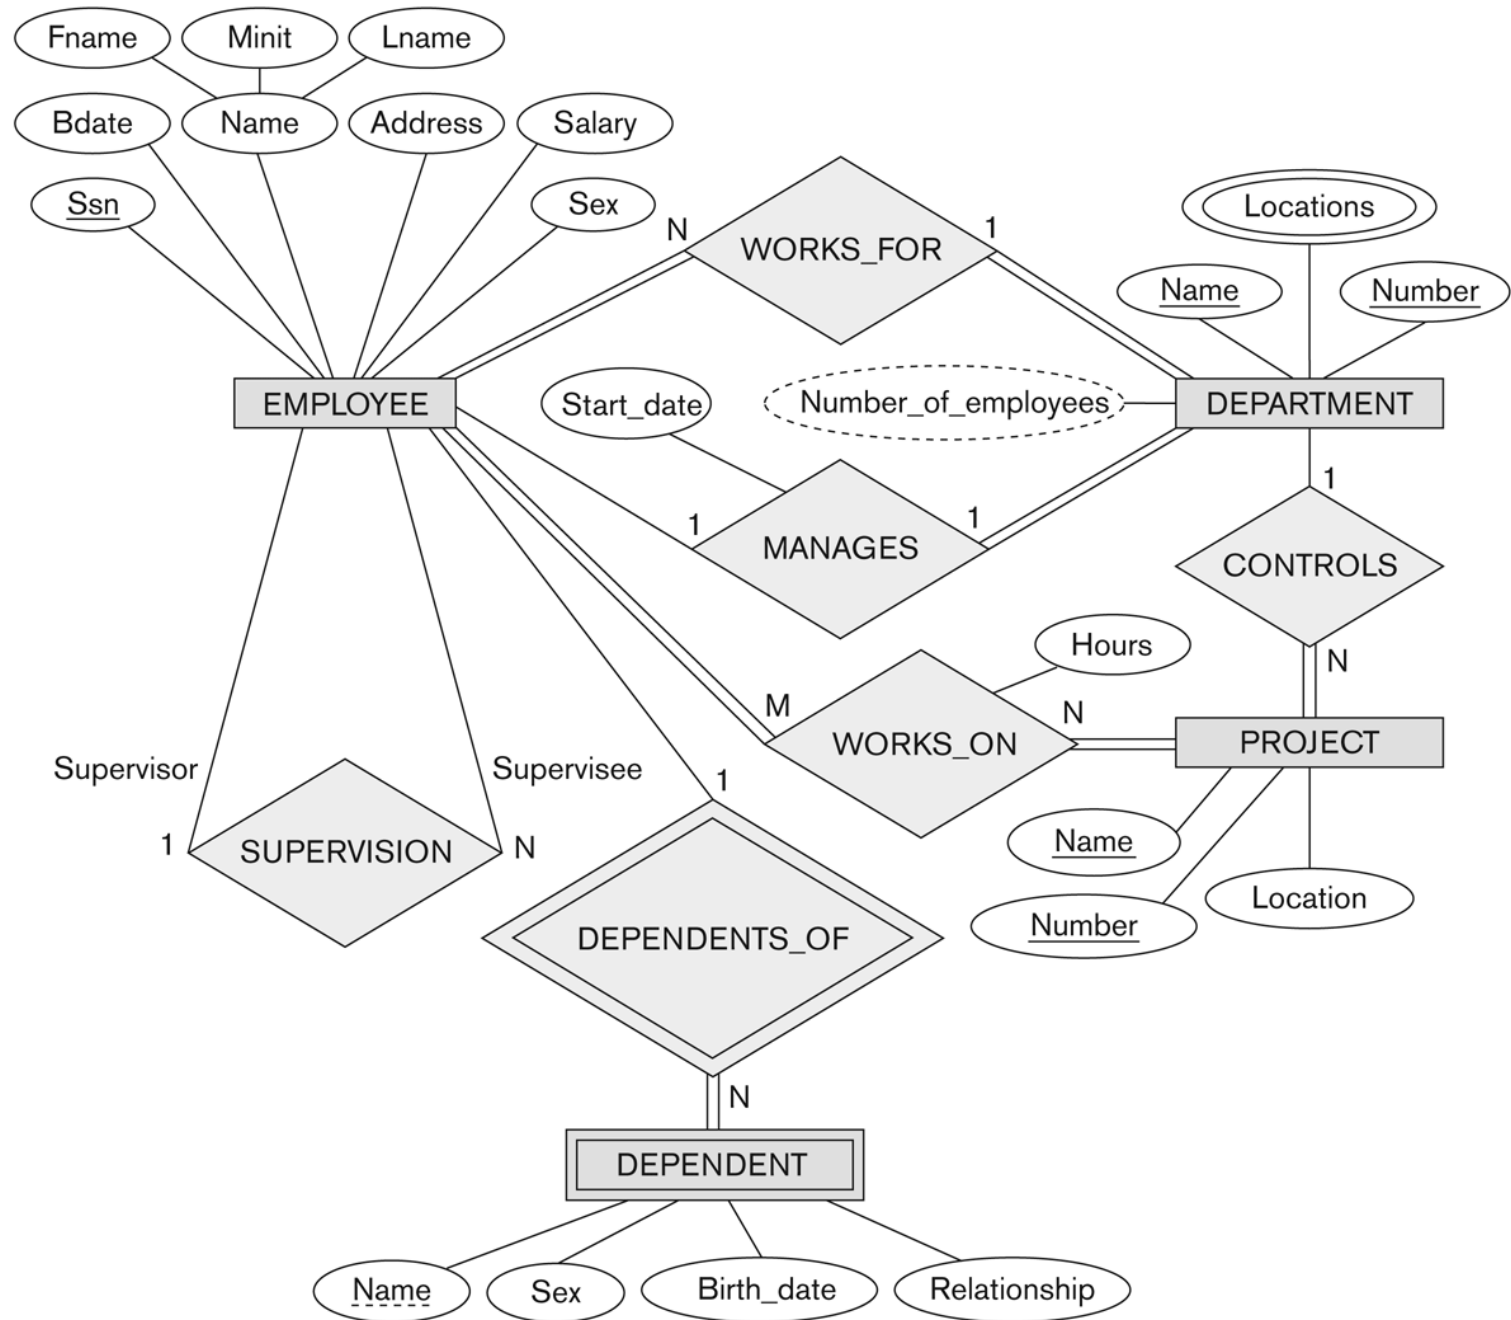 Fname
Minit
Lname
Bdate
Name
Address
Salary
Ssn
Sex
N
WORKS_FOR
1
Locations
Name
Number
EMPLOYEE
Start_date
Number_of_employees
DEPARTMENT
1
MANAGES
1
1
CONTROLS
N
Hours
M
WORKS_ON
N
PROJECT
Supervisor
Supervisee
1
SUPERVISION
N
1
DEPENDENTS_OF
Name
Number
Location
N
DEPENDENT
Name
Sex
Birth_date
Relationship